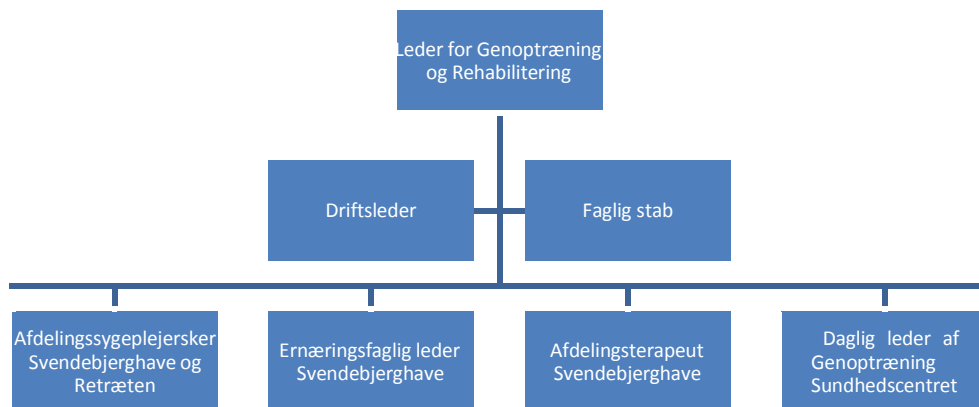 Leder for Genoptræning
og Rehabilitering
Driftsleder
Faglig stab
Afdelingssygeplejersker
Svendebjerghave og
Retræten
Ernæringsfaglig leder
Svendebjerghave
Afdelingsterapeut
Svendebjerghave
Daglig leder af
Genoptræning
Sundhedscentret